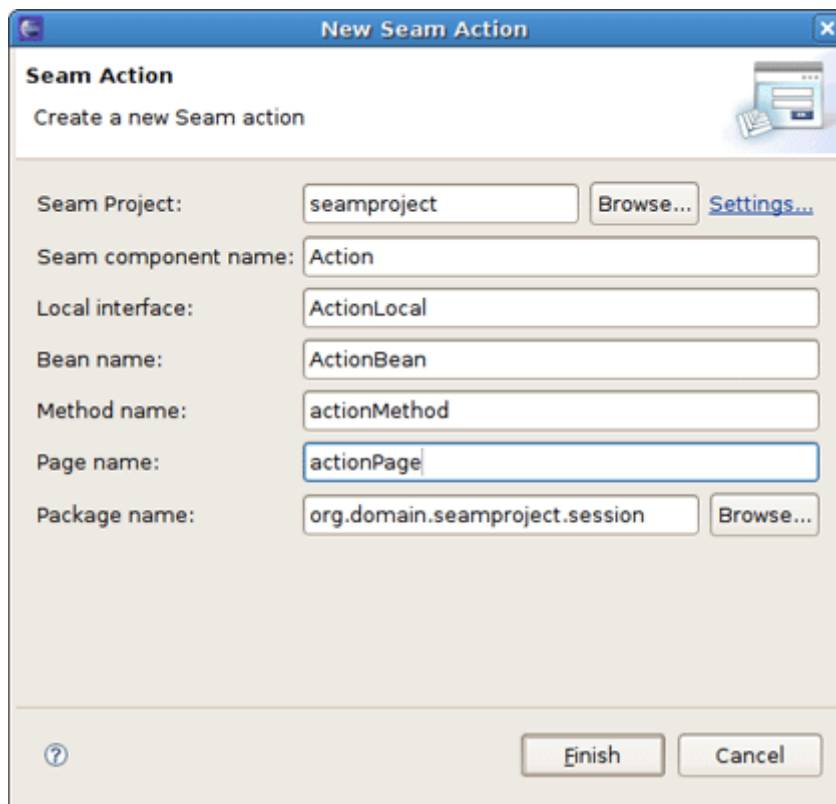 New Seam Action
Seam Action
Create a new Seam action
Seam Project: seamproject Browse... Settings...
Seam component name: Action
Local interface: ActionLocal
Bean name: ActionBean
Method name: actionMethod
Page name: actionPage
Package name: org.domain.seamproject.session Browse...
? Finish Cancel